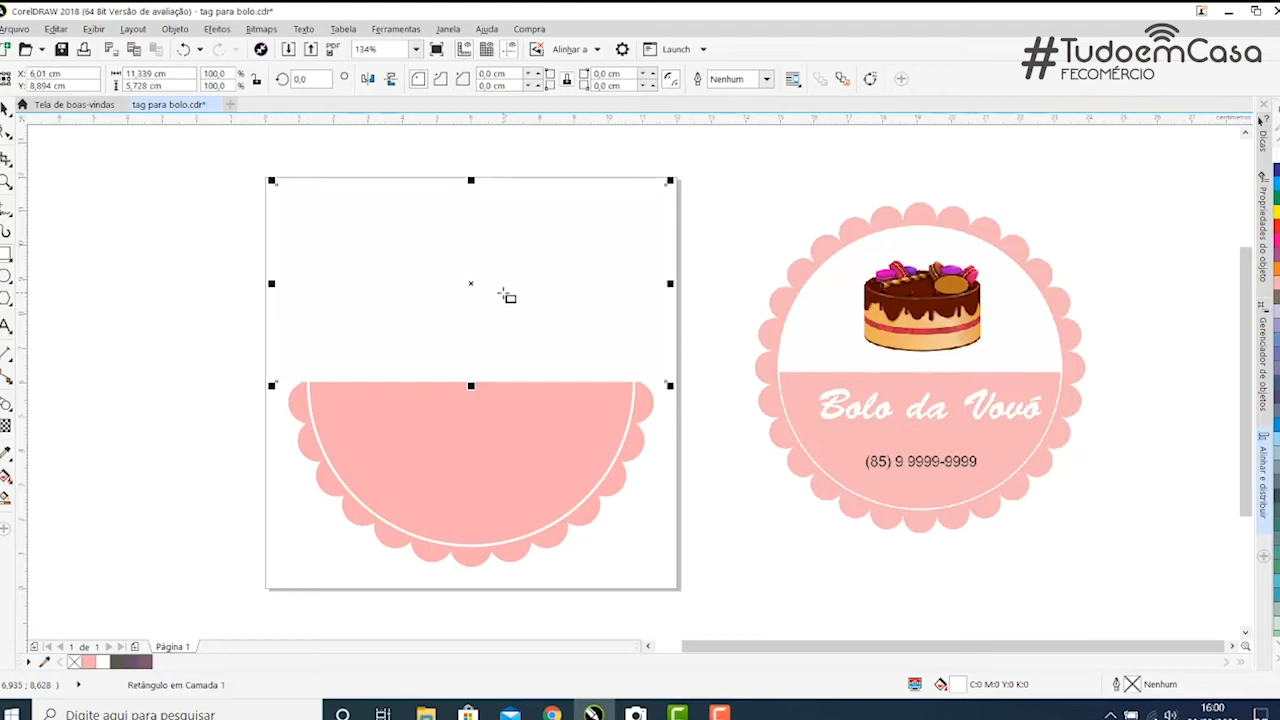 CorelDRAW 2018 (64 Bit Versão de avaliação) - tag para bolo.cdr*
Arquivo Editar Exibir Layout Objeto Efeitos Bitmaps Texto Tabela Ferramentas Janela Ajuda Compra
PDF 134% Alinhar a Launch
#TudoemCasa
FECOMÉRCIO
X: 6,01 cm 11,339 cm 100,0 % 0,0 0,0 cm 0,0 cm Nenhum
Y: 8,894 cm 5,728 cm 100,0 % 0,0 cm 0,0 cm
Tela de boas-vindas tag para bolo.cdr*
centímetros
Dicas
Propriedades do objeto
Gerenciador de objetos
Alinhar e distribuir
Bolo da Vovó
(85) 9 9999-9999
1 de 1 Página 1
6,935 ; 8,628 ) Retângulo em Camada 1 C:0 M:0 Y:0 K:0 Nenhum
Digite aqui para pesquisar
16:00